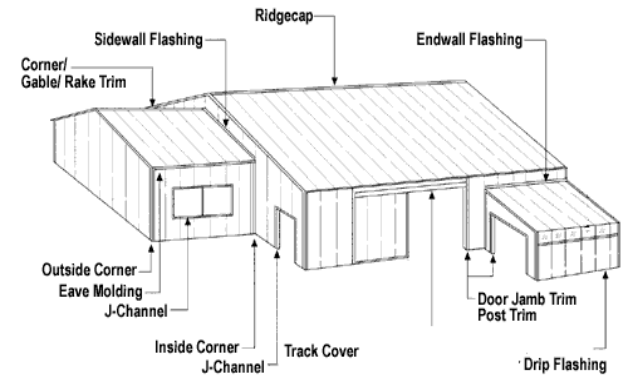 Ridgecap
Sidewall Flashing
Endwall Flashing
Corner/
Gable/ Rake Trim
Outside Corner
Eave Molding
J-Channel
Inside Corner
J-Channel
Track Cover
Door Jamb Trim
Post Trim
Drip Flashing